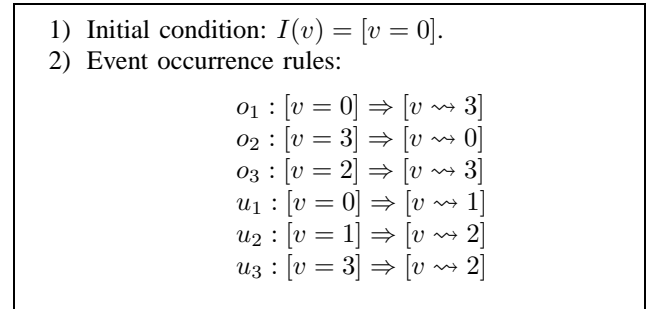 1) Initial condition: I(v) = [v = 0].
2) Event occurrence rules:
o₁ : [v = 0] ⇒ [v ⇝ 3]
o₂ : [v = 3] ⇒ [v ⇝ 0]
o₃ : [v = 2] ⇒ [v ⇝ 3]
u₁ : [v = 0] ⇒ [v ⇝ 1]
u₂ : [v = 1] ⇒ [v ⇝ 2]
u₃ : [v = 3] ⇒ [v ⇝ 2]